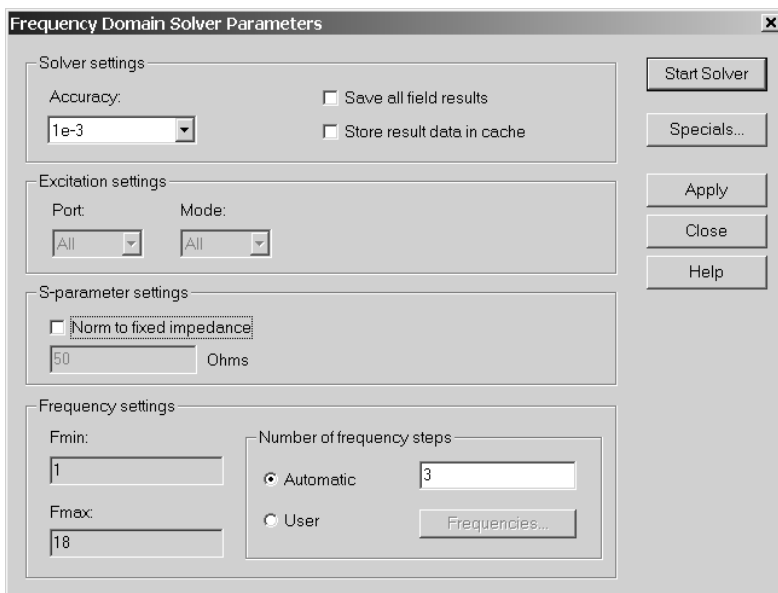 Frequency Domain Solver Parameters
Solver settings
Accuracy:
1e-3
Save all field results
Store result data in cache
Start Solver
Specials...
Excitation settings
Port:
Mode:
All
All
Apply
Close
Help
S-parameter settings
Norm to fixed impedance
50
Ohms
Frequency settings
Fmin:
1
Fmax:
18
Number of frequency steps
Automatic
3
User
Frequencies...